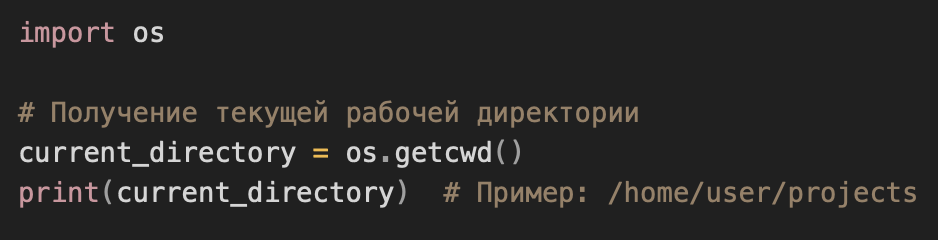 import os
# Получение текущей рабочей директории
current_directory = os.getcwd()
print(current_directory)  # Пример: /home/user/projects